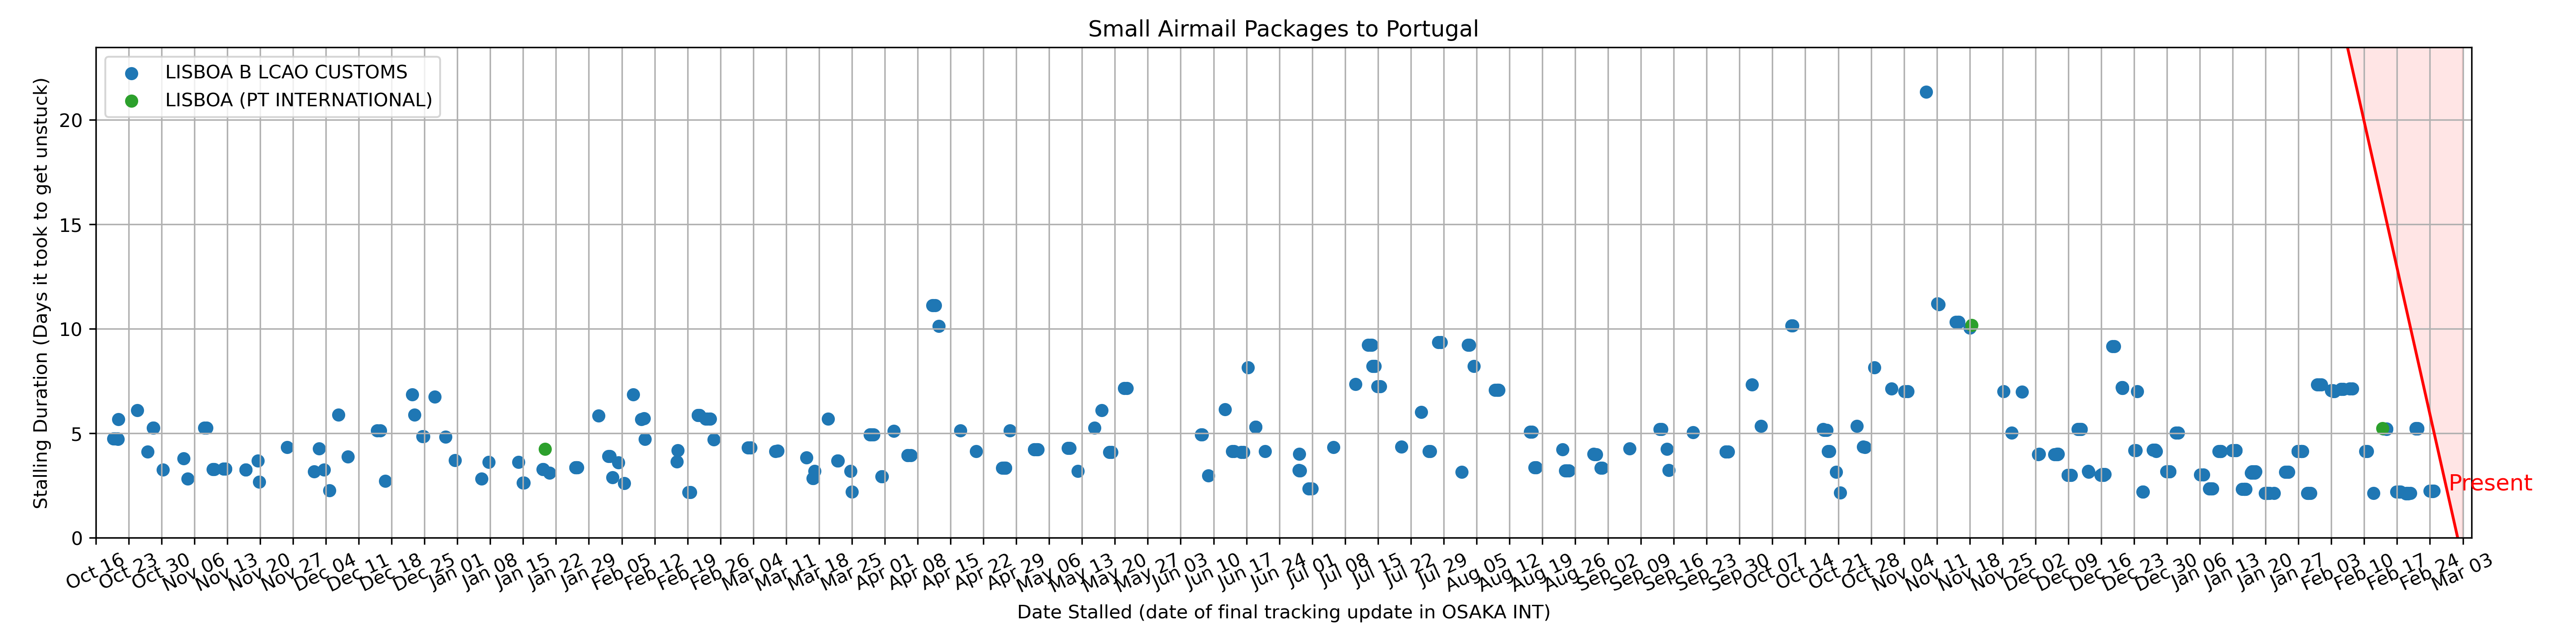 Small Airmail Packages to Portugal
LISBOA B LCAO CUSTOMS
LISBOA (PT INTERNATIONAL)
Stalling Duration (Days it took to get unstuck)
20
15
10
5
0
Present
Oct 16 Oct 23 Oct 30 Nov 06 Nov 13 Nov 20 Nov 27 Dec 04 Dec 11 Dec 18 Dec 25 Jan 01 Jan 08 Jan 15 Jan 22 Jan 29 Feb 05 Feb 12 Feb 19 Feb 26 Mar 04 Mar 11 Mar 18 Mar 25 Apr 01 Apr 08 Apr 15 Apr 22 Apr 29 May 06 May 13 May 20 May 27 Jun 03 Jun 10 Jun 17 Jun 24 Jul 01 Jul 08 Jul 15 Jul 22 Jul 29 Aug 05 Aug 12 Aug 19 Aug 26 Sep 02 Sep 09 Sep 16 Sep 23 Sep 30 Oct 07 Oct 14 Oct 21 Oct 28 Nov 04 Nov 11 Nov 18 Nov 25 Dec 02 Dec 09 Dec 16 Dec 23 Dec 30 Jan 06 Jan 13 Jan 20 Jan 27 Feb 03 Feb 10 Feb 17 Feb 24 Mar 03
Date Stalled (date of final tracking update in OSAKA INT)